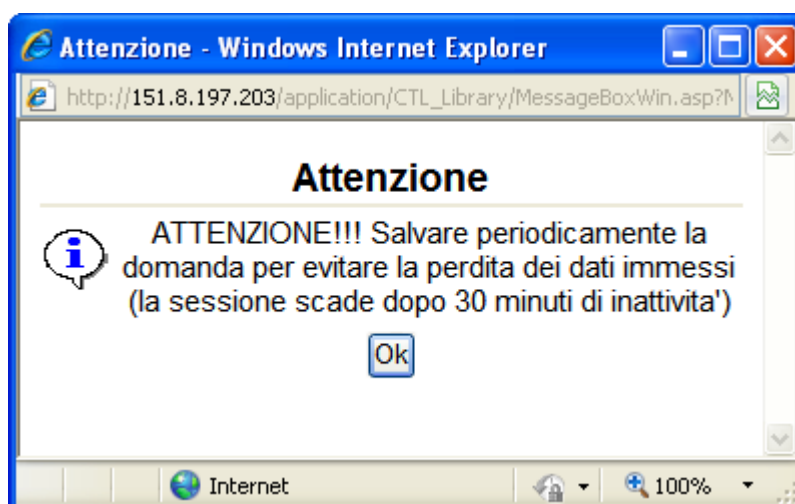 Attenzione - Windows Internet Explorer
http://151.8.197.203/application/CTL_Library/MessageBoxWin.asp?
Attenzione
ATTENZIONE!!! Salvare periodicamente la
domanda per evitare la perdita dei dati immessi
(la sessione scade dopo 30 minuti di inattivita')
Ok
Internet
100%